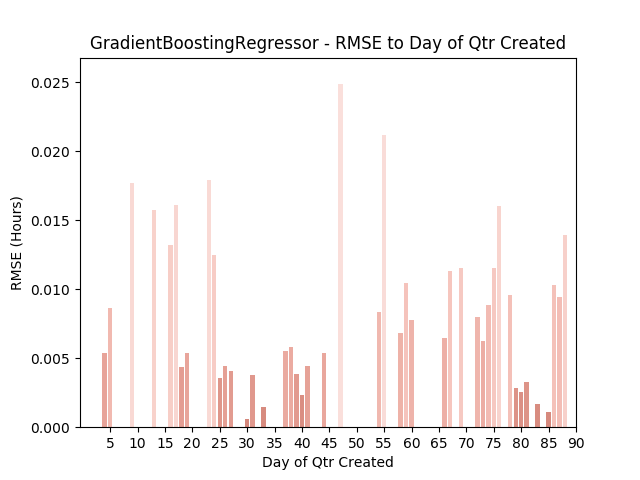 GradientBoostingRegressor - RMSE to Day of Qtr Created
0.025
0.020
0.015
0.010
0.005
0.000
RMSE (Hours)
5 10 15 20 25 30 35 40 45 50 55 60 65 70 75 80 85 90
Day of Qtr Created